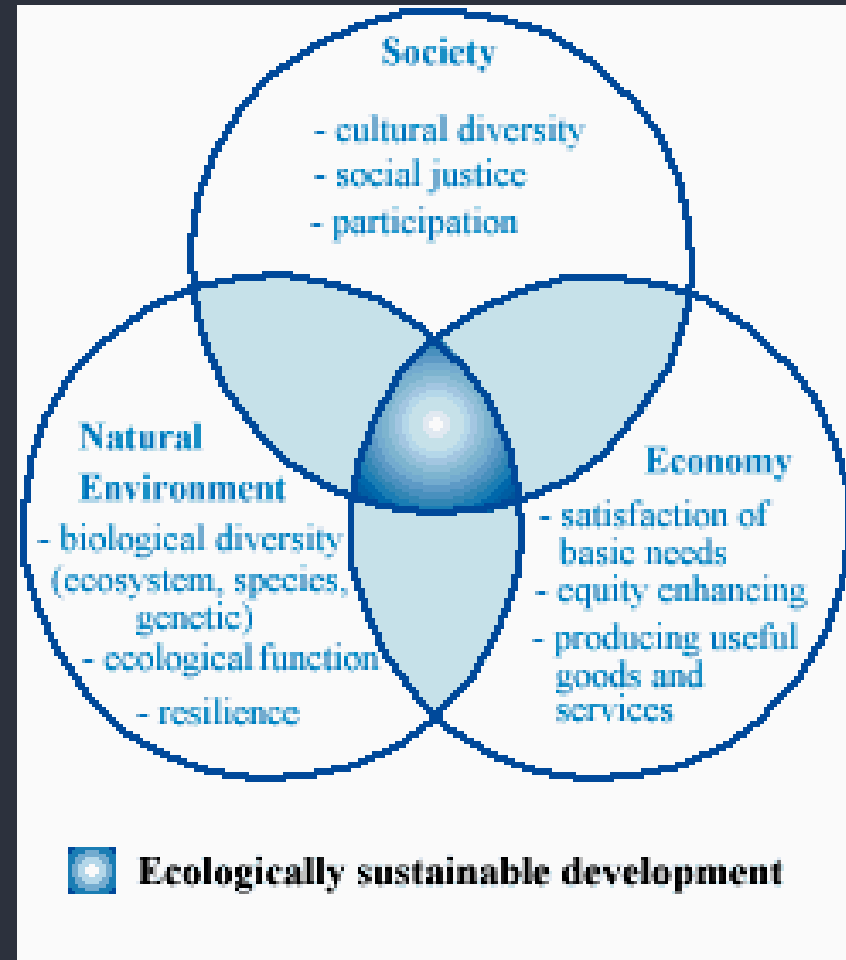 Society
- cultural diversity
- social justice
- participation
Natural
Environment
- biological diversity
(ecosystem, species,
genetic)
- ecological function
- resilience
Economy
- satisfaction of
basic needs
- equity enhancing
- producing useful
goods and
services
Ecologically sustainable development